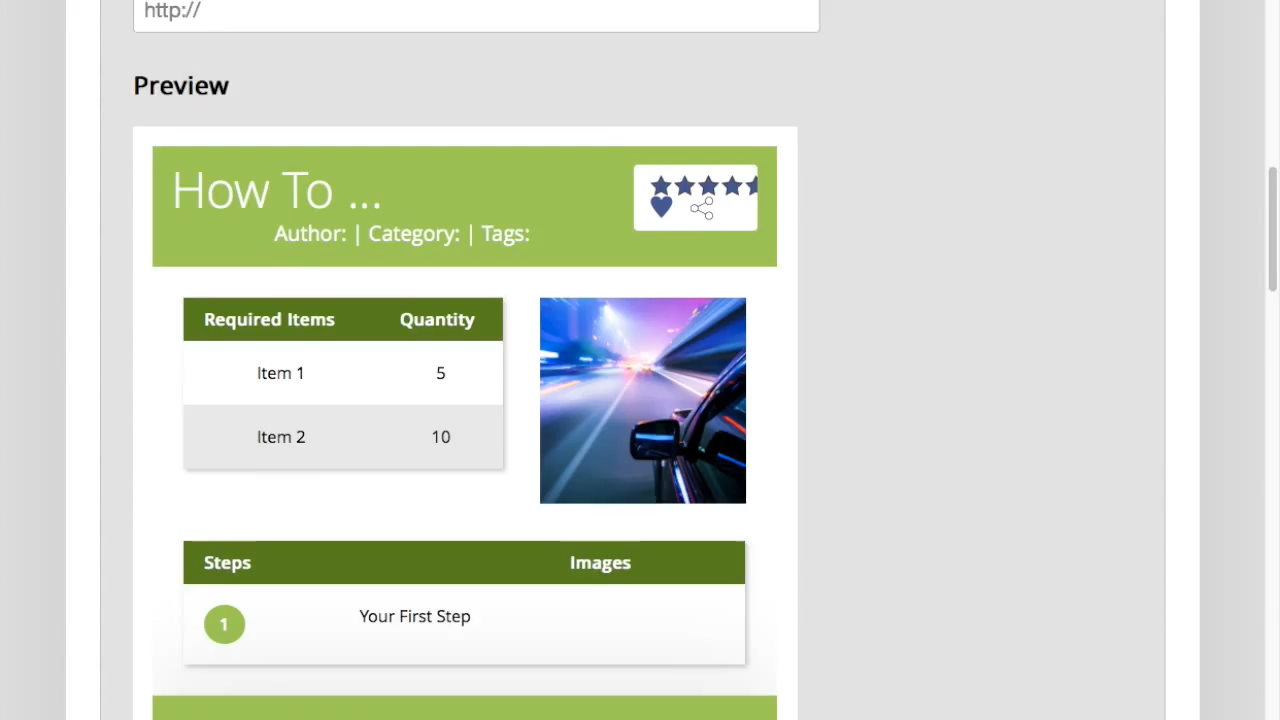 http://
Preview
How To ...
Author: | Category: | Tags:
Required Items Quantity
Item 1 5
Item 2 10
Steps Images
1 Your First Step